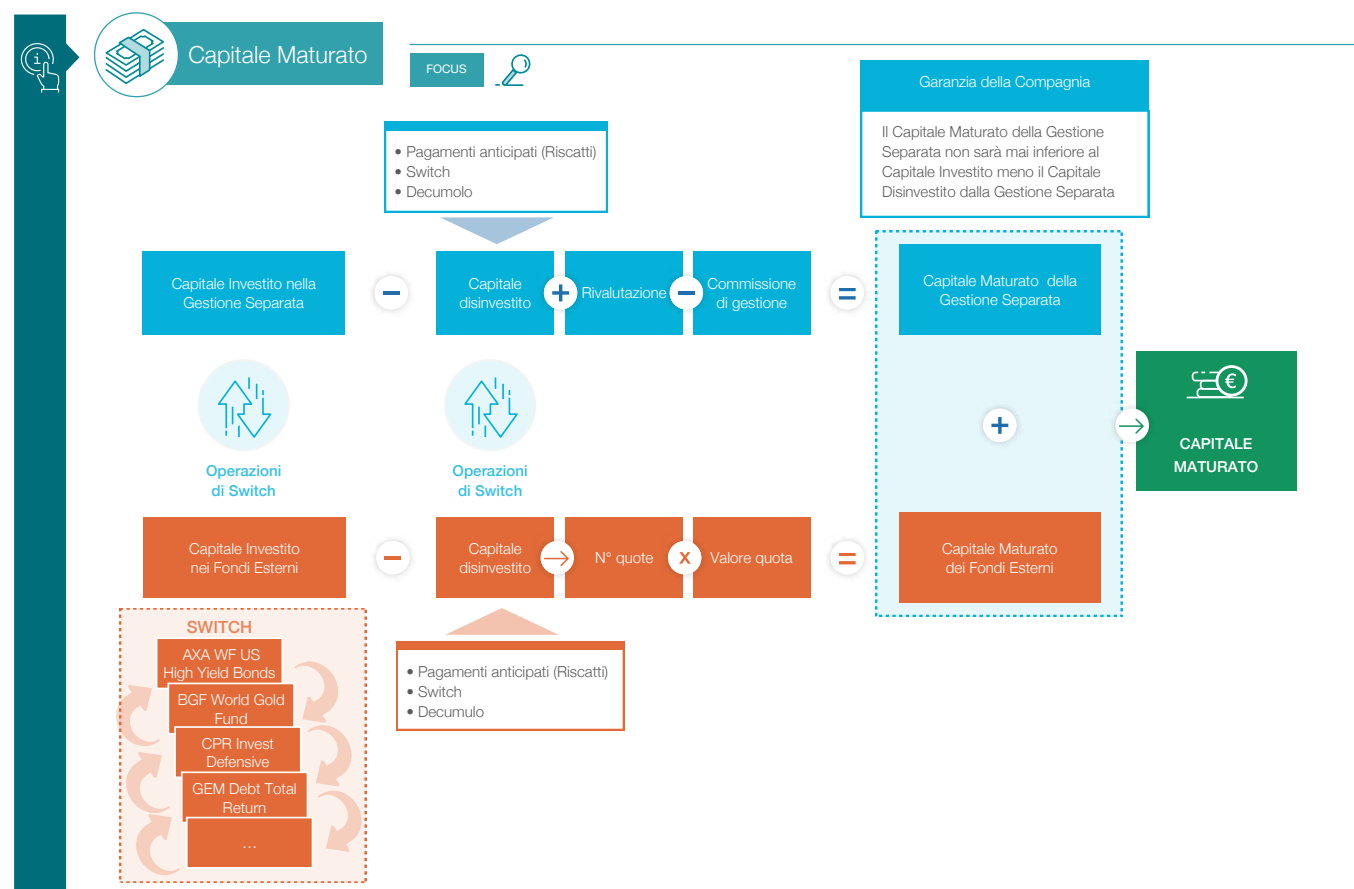 Capitale Maturato
FOCUS
Garanzia della Compagnia
Il Capitale Maturato della Gestione
Separata non sarà mai inferiore al
Capitale Investito meno il Capitale
Disinvestito dalla Gestione Separata
• Pagamenti anticipati (Riscatti)
• Switch
• Decumolo
Capitale Investito nella
Gestione Separata
−
Capitale
disinvestito
+
Rivalutazione
−
Commissione
di gestione
=
Capitale Maturato della
Gestione Separata
Operazioni
di Switch
Operazioni
di Switch
+
€
CAPITALE
MATURATO
Capitale Investito
nei Fondi Esterni
−
Capitale
disinvestito
→
N° quote
x
Valore quota
=
Capitale Maturato
dei Fondi Esterni
SWITCH
AXA WF US
High Yield Bonds
BGF World Gold
Fund
CPR Invest
Defensive
GEM Debt Total
Return
…
• Pagamenti anticipati (Riscatti)
• Switch
• Decumulo